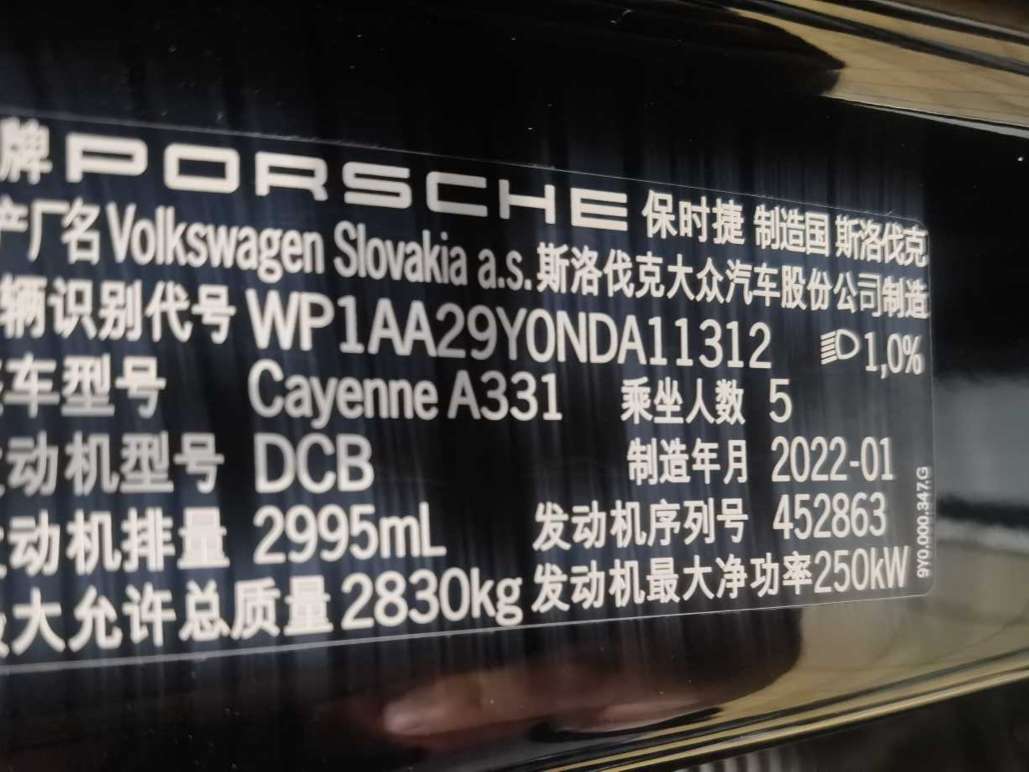 牌 PORSCHE 保时捷 制造国 斯洛伐克
产厂名 Volkswagen Slovakia a.s. 斯洛伐克大众汽车股份公司制造
辆识别代号 WP1AA29Y0NDA11312 1,0%
车型号 Cayenne A331 乘坐人数 5
动机型号 DCB 制造年月 2022-01
动机排量 2995mL 发动机序列号 452863
大允许总质量 2830kg 发动机最大净功率 250kW
9Y0.000.347.G